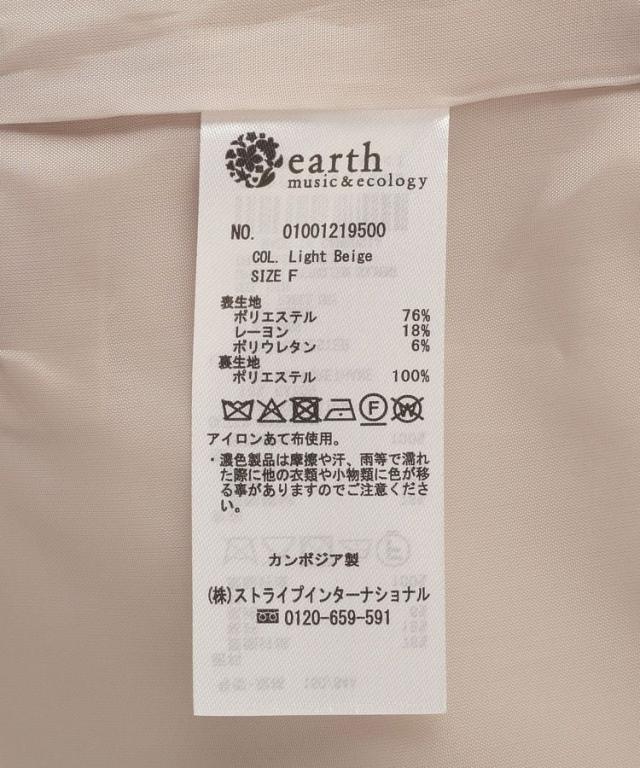 earth
music&ecology
NO. 01001219500
COL. Light Beige
SIZE F
表生地
ポリエステル 76%
レーヨン 18%
ポリウレタン 6%
裏生地
ポリエステル 100%
アイロンあて布使用。
・濃色製品は摩擦や汗、雨等で濡れ
た際に他の衣類や小物類に色が移
る事がありますのでご注意くださ
い。
カンボジア製
(株)ストライプインターナショナル
0120-659-591